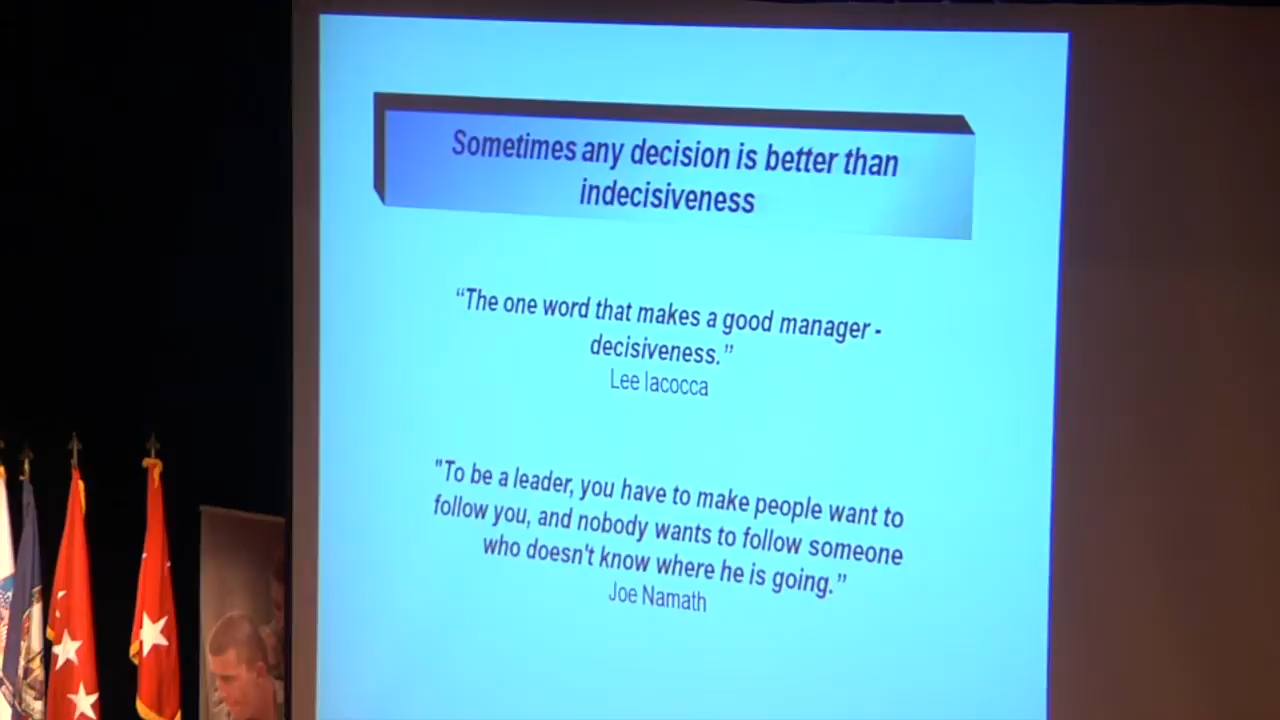 Sometimes any decision is better than
indecisiveness
“The one word that makes a good manager -
decisiveness.”
Lee Iacocca
"To be a leader, you have to make people want to
follow you, and nobody wants to follow someone
who doesn't know where he is going.”
Joe Namath